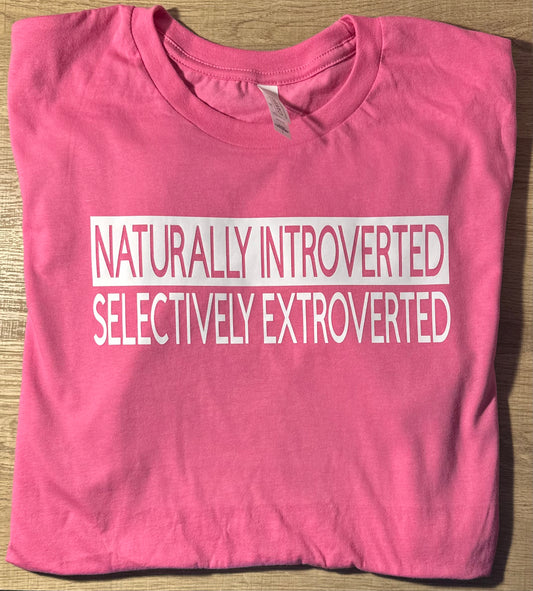 NATURALLY INTROVERTED
SELECTIVELY EXTROVERTED